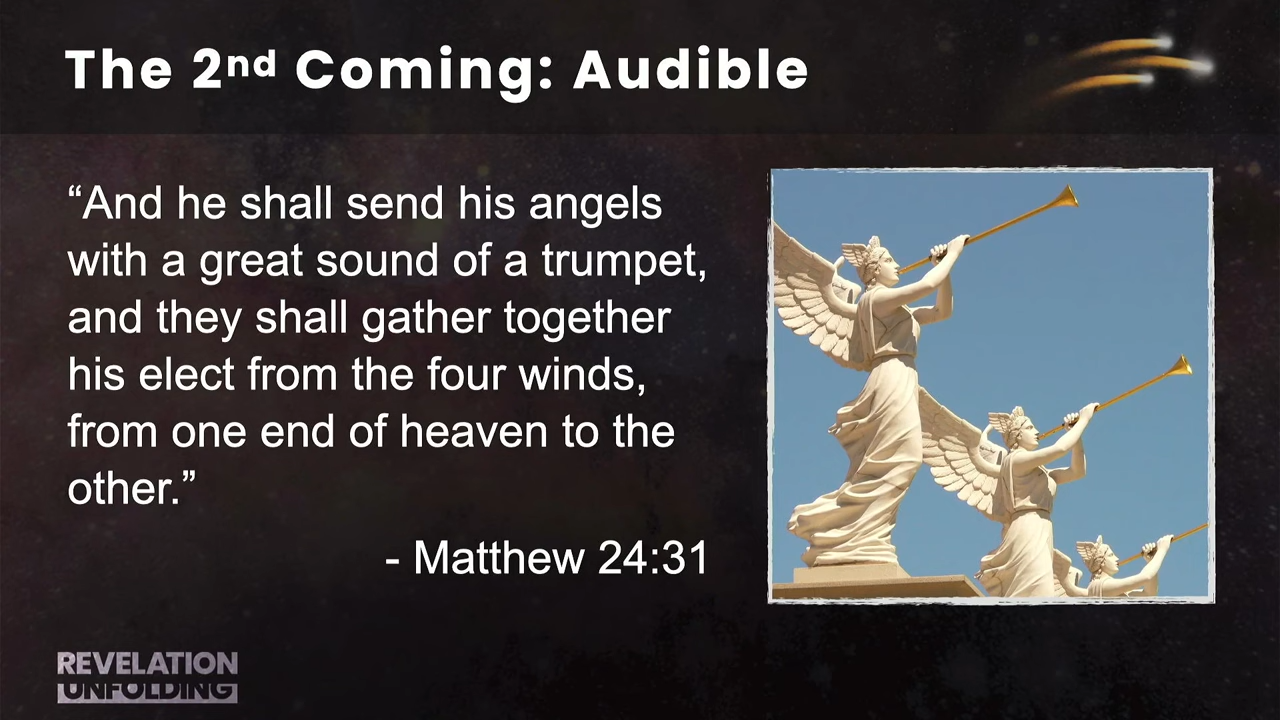 The 2nd Coming: Audible
“And he shall send his angels
with a great sound of a trumpet,
and they shall gather together
his elect from the four winds,
from one end of heaven to the
other.”
- Matthew 24:31
REVELATION
UNFOLDING